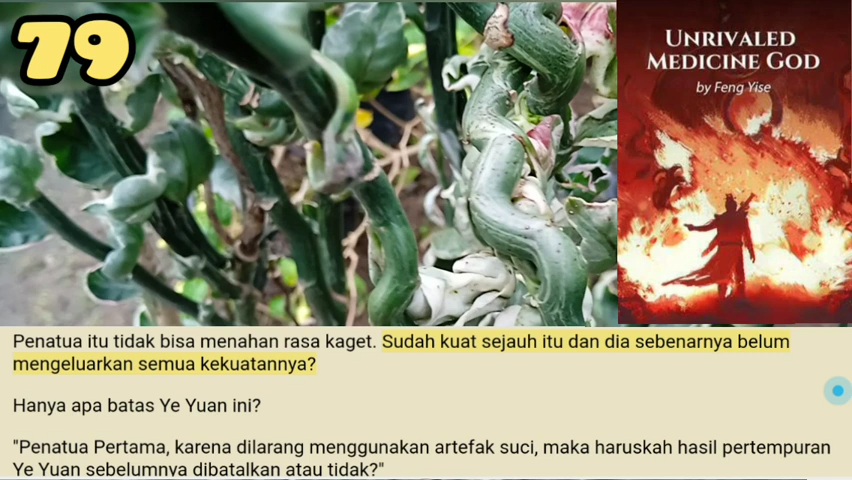 79
UNRIVALED
MEDICINE GOD
by Feng Yise
Penatua itu tidak bisa menahan rasa kaget. Sudah kuat sejauh itu dan dia sebenarnya belum
mengeluarkan semua kekuatannya?
Hanya apa batas Ye Yuan ini?
"Penatua Pertama, karena dilarang menggunakan artefak suci, maka haruskah hasil pertempuran
Ye Yuan sebelumnya dibatalkan atau tidak?"